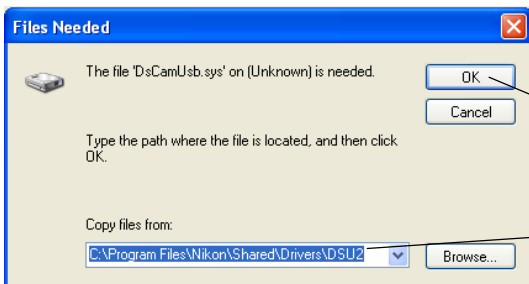 Files Needed
The file 'DsCamUsb.sys' on (Unknown) is needed.
OK
Cancel
Type the path where the file is located, and then click
OK.
Copy files from:
C:\Program Files\Nikon\Shared\Drivers\DSU2
Browse...